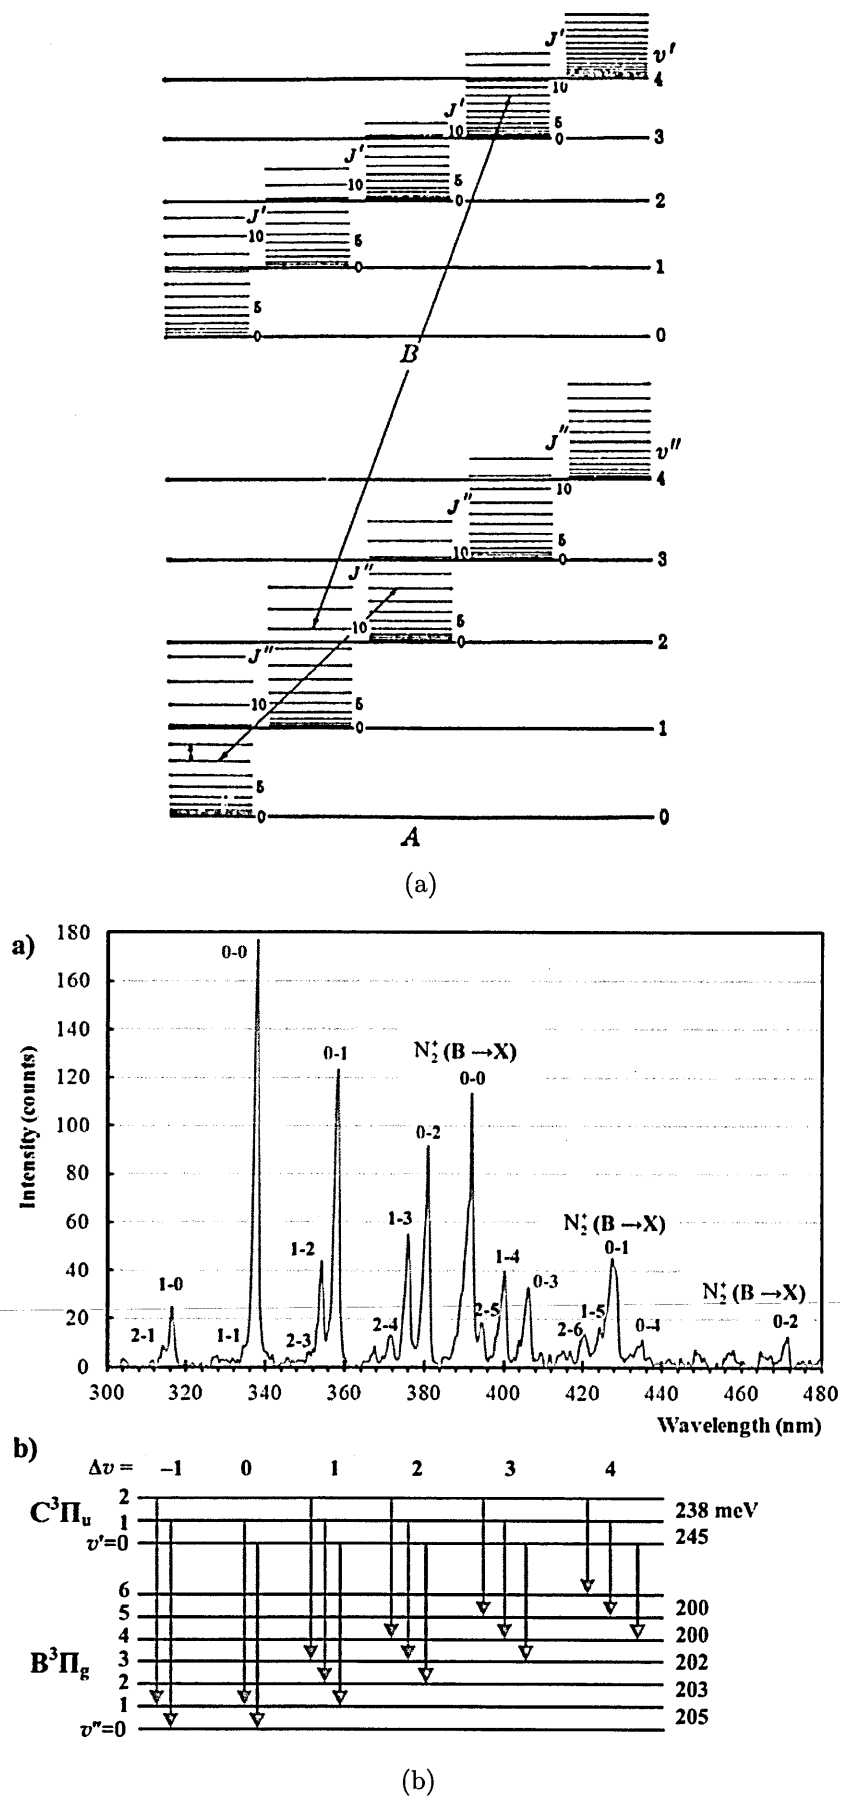 J′ v′
4
J′ 10
5
0 3
J′ 10
5
0 2
J′ 10
5
0 1
10
5
0 0
B
J″ v″
4
J″ 10
5
0 3
J″ 10
5
0 2
J″ 10
5
0 1
10
5
0 0
A
(a)
a)
Intensity (counts)
180
160
140
120
100
80
60
40
20
0
0-0
0-1
N₂⁺ (B →X)
0-0
0-2
1-3
N₂⁺ (B →X)
0-1
1-2
1-4
0-3
N₂⁺ (B →X)
0-2
1-0
2-1
1-1
2-3
2-4
2-5
2-6
1-5
0-4
300 320 340 360 380 400 420 440 460 480
Wavelength (nm)
b)
Δv = −1 0 1 2 3 4
C³Πᵤ
2
1
v′=0
238 meV
245
B³Πg
6
5
4
3
2
1
v″=0
200
200
202
203
205
(b)